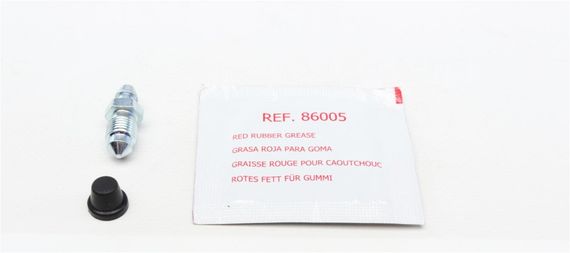 REF. 86005
RED RUBBER GREASE
GRASA ROJA PARA GOMA
GRAISSE ROUGE POUR CAOUTCHOUC
ROTES FETT FÜR GUMMI